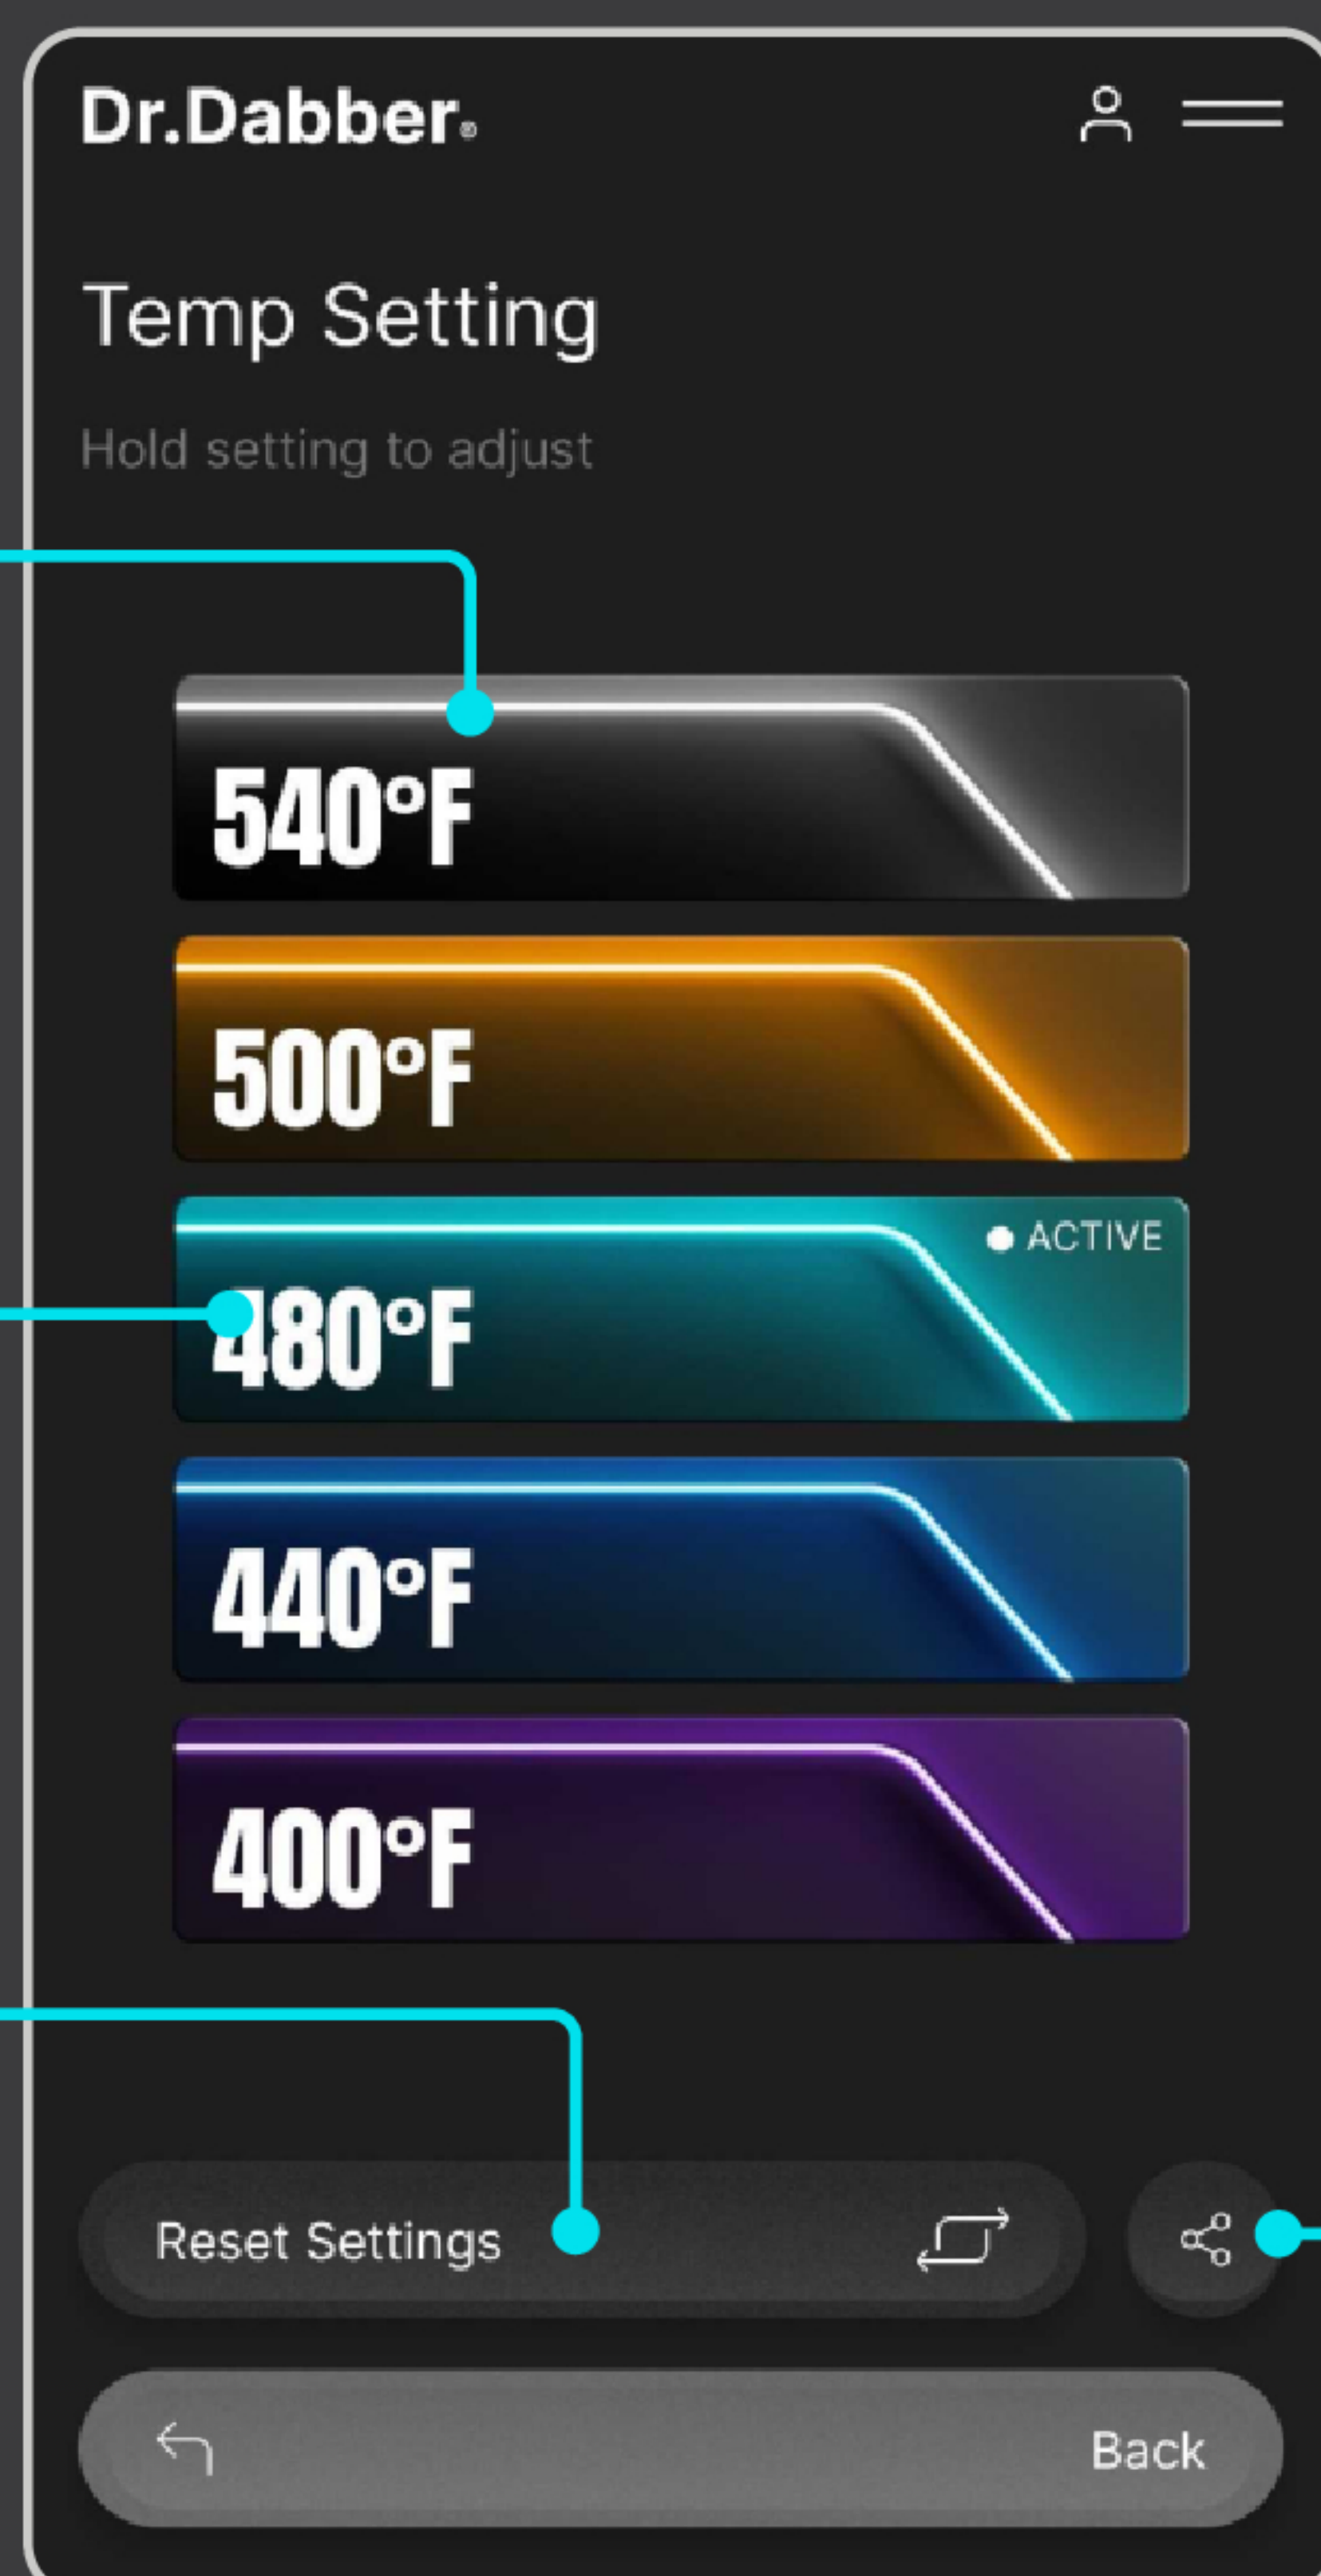 Dr.Dabber®
Temp Setting
Hold setting to adjust
540°F
500°F
ACTIVE
480°F
440°F
400°F
Reset Settings
Back